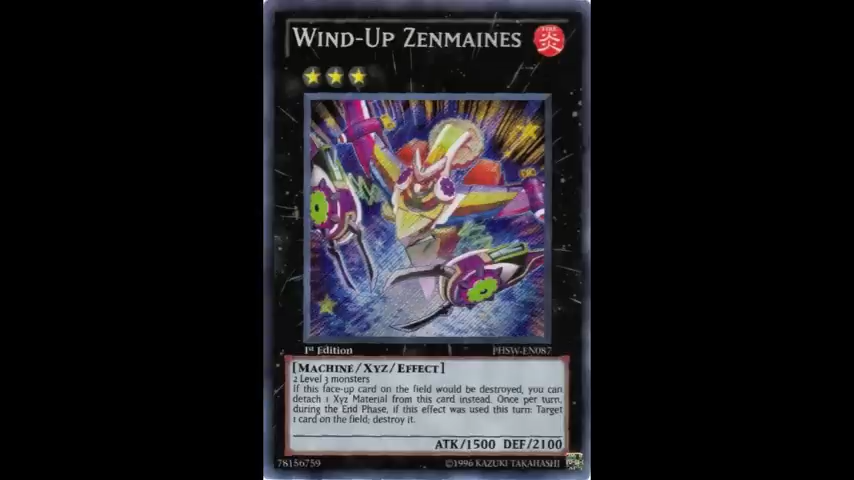 WIND-UP ZENMAINES
FIRE
炎
1st Edition
PHSW-EN087
[MACHINE/XYZ/EFFECT]
2 Level 3 monsters
If this face-up card on the field would be destroyed, you can
detach 1 Xyz Material from this card instead. Once per turn,
during the End Phase, if this effect was used this turn: Target
1 card on the field; destroy it.
ATK/1500 DEF/2100
78156759
©1996 KAZUKI TAKAHASHI